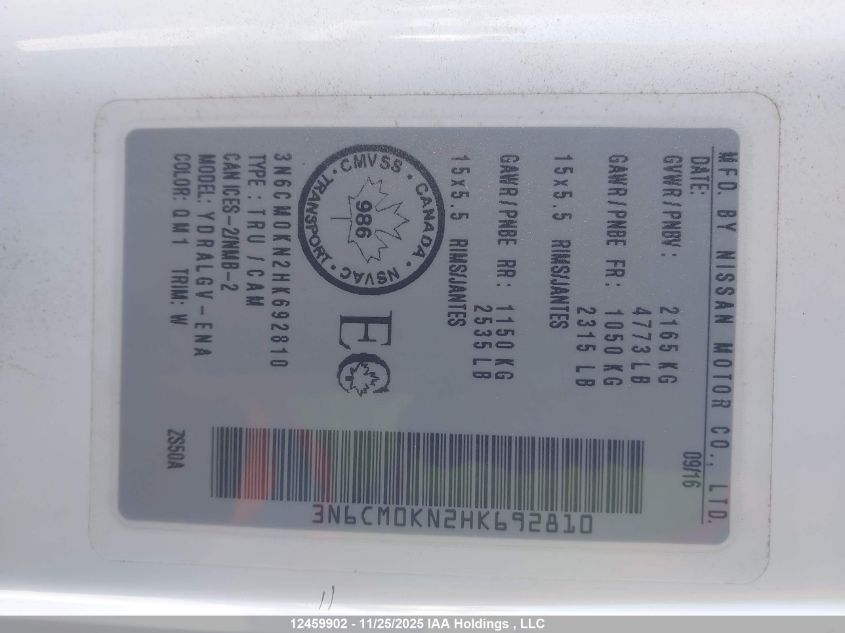 MFD. BY NISSAN MOTOR CO., LTD.
DATE: 09/16
GVWR / PNBV: 2165 KG
4773 LB
GAWR / PNBE FR: 1050 KG
2315 LB
15x5.5 RIMS/JANTES
GAWR / PNBE RR: 1150 KG
2535 LB
15x5.5 RIMS/JANTES
CMVSS · CANADA · NSVAC · TRANSPORT ·
986
EC
3N6CM0KN2HK692810
TYPE: TRU / CAM
CAN ICES-2/NMB-2
MODEL: YDRALGV-ENA
COLOR: QM1 TRIM: W
ZS50A
3N6CM0KN2HK692810
12459902 - 11/25/2025 IAA Holdings , LLC